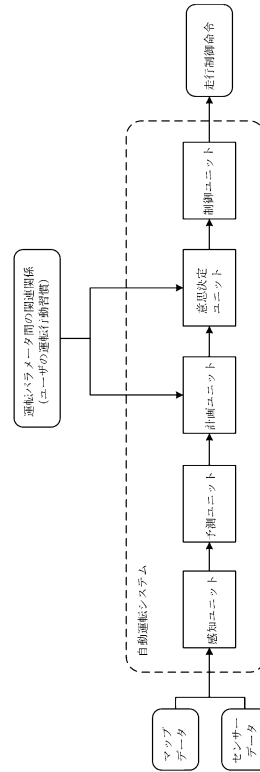 運転パラメータ間の関連関係
(ユーザの運転行動習慣)
自動運転システム
マップ
データ
センサー
データ
感知ユニット
予測ユニット
計画ユニット
意思決定
ユニット
制御ユニット
走行制御命令